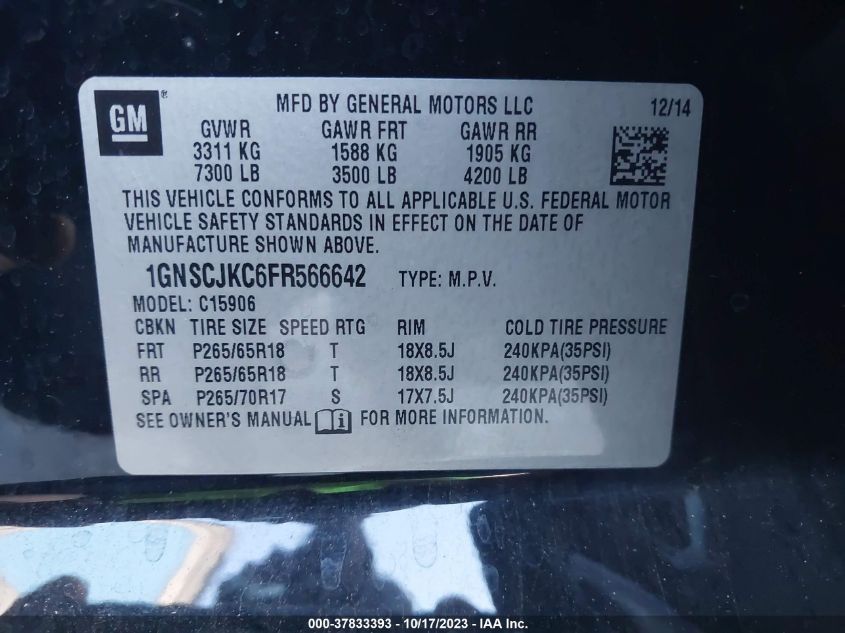 GM®
MFD BY GENERAL MOTORS LLC 12/14
GVWR GAWR FRT GAWR RR
3311 KG 1588 KG 1905 KG
7300 LB 3500 LB 4200 LB
THIS VEHICLE CONFORMS TO ALL APPLICABLE U.S. FEDERAL MOTOR
VEHICLE SAFETY STANDARDS IN EFFECT ON THE DATE OF
MANUFACTURE SHOWN ABOVE.
1GNSCJKC6FR566642 TYPE: M.P.V.
MODEL: C15906
CBKN TIRE SIZE SPEED RTG RIM COLD TIRE PRESSURE
FRT P265/65R18 T 18X8.5J 240KPA(35PSI)
RR P265/65R18 T 18X8.5J 240KPA(35PSI)
SPA P265/70R17 S 17X7.5J 240KPA(35PSI)
SEE OWNER'S MANUAL i FOR MORE INFORMATION.
000-37833393 - 10/17/2023 - IAAI.com